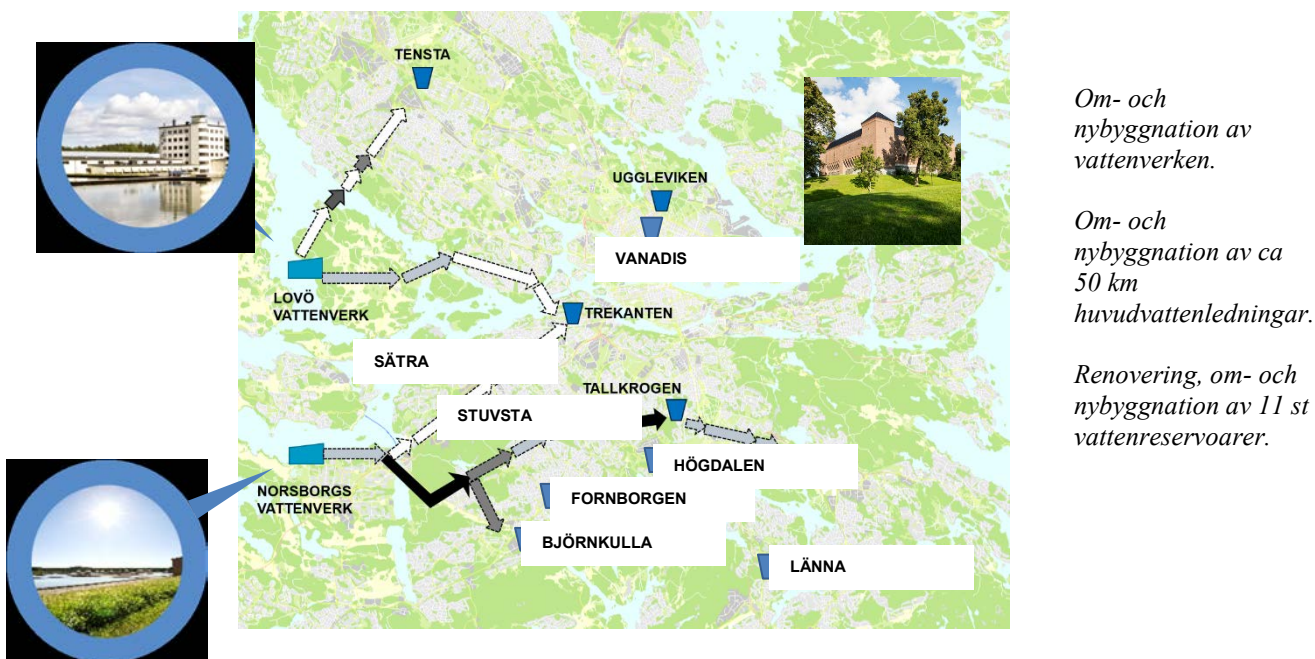 TENSTA
UGGLEVIKEN
VANADIS
LOVÖ
VATTENVERK
TREKANTEN
SÄTRA
TALLKROGEN
STUVSTA
HÖGDALEN
NORSBORGS
VATTENVERK
FORNBORGEN
BJÖRNKULLA
LÄNNA
Om- och
nybyggnation av
vattenverken.
Om- och
nybyggnation av ca
50 km
huvudvattenledningar.
Renovering, om- och
nybyggnation av 11 st
vattenreservoarer.